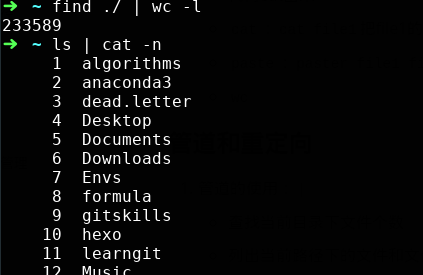 ➜ ~ find ./ | wc -l
233589
➜ ~ ls | cat -n
1 algorithms
2 anaconda3
3 dead.letter
4 Desktop
5 Documents
6 Downloads
7 Envs
8 formula
9 gitskills
10 hexo
11 learngit
12 Music